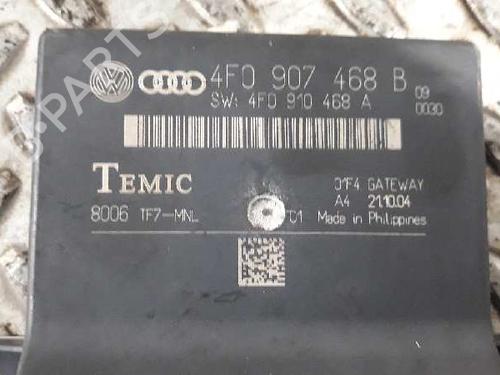 4F0 907 468 B 09
SW: 4F0 910 468 A 0030
TEMIC 01F4 GATEWAY
A4 21.10.04
8006 TF7-MNL C1 Made in Philippines